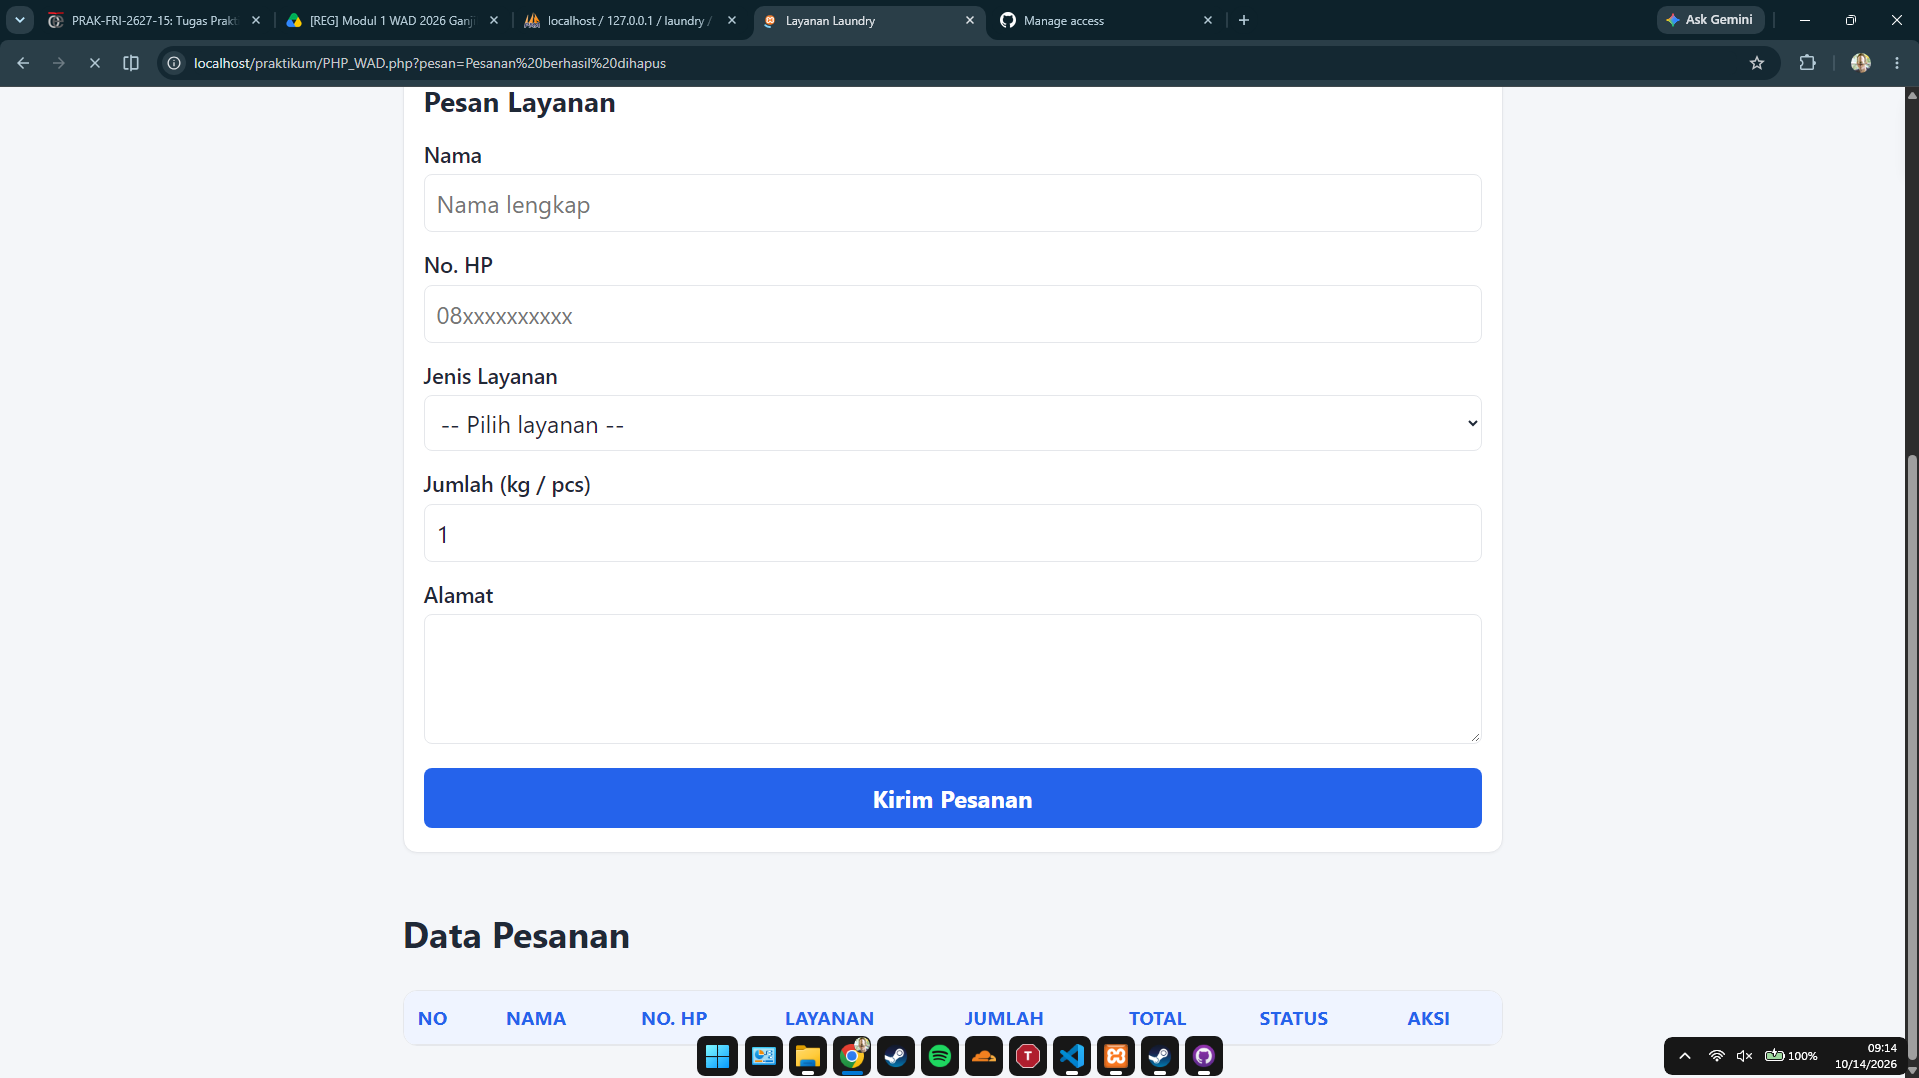 PRAK-FRI-2627-15: Tugas Prakt
[REG] Modul 1 WAD 2026 Ganji
localhost / 127.0.0.1 / laundry /
Layanan Laundry
Manage access
Ask Gemini
localhost/praktikum/PHP_WAD.php?pesan=Pesanan%20berhasil%20dihapus
Pesan Layanan
Nama
Nama lengkap
No. HP
08xxxxxxxxxx
Jenis Layanan
-- Pilih layanan --
Jumlah (kg / pcs)
1
Alamat
Kirim Pesanan
Data Pesanan
NO NAMA NO. HP LAYANAN JUMLAH TOTAL STATUS AKSI
T
100%
09:14
10/14/2026